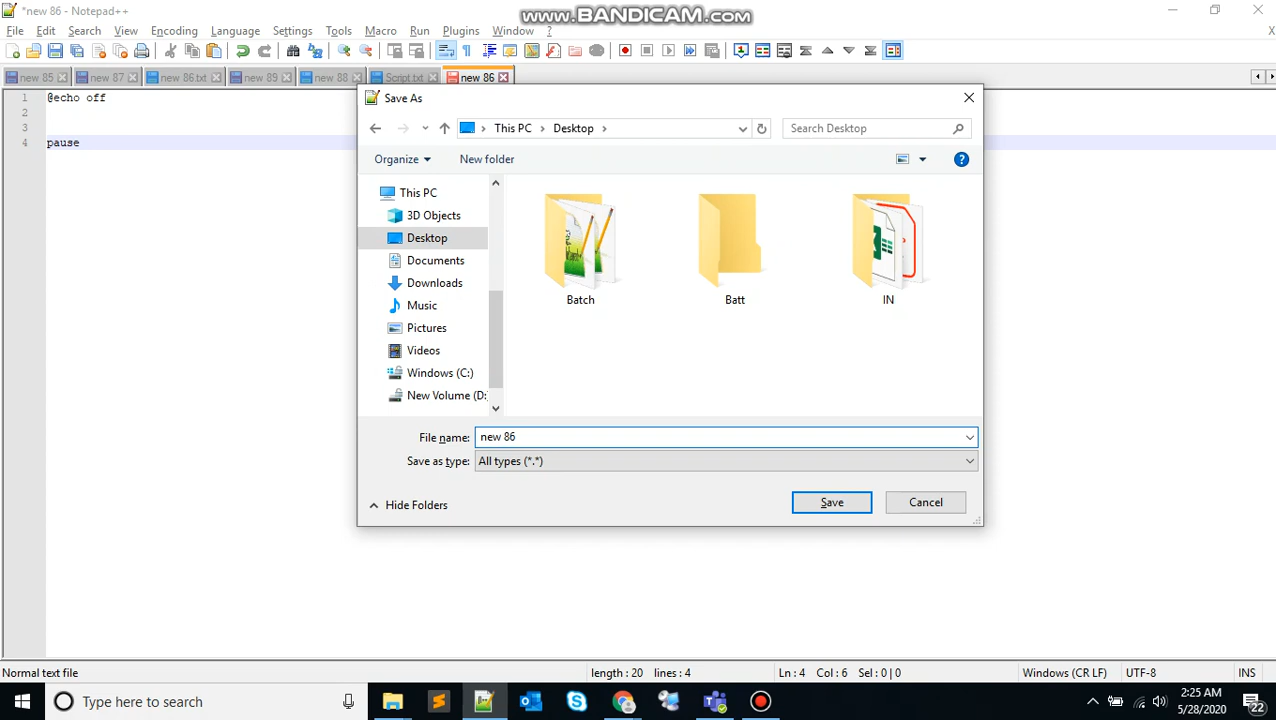 *new 86 - Notepad++
www.BANDICAM.com
File Edit Search View Encoding Language Settings Tools Macro Run Plugins Window ? X
new 85 new 87 new 86.txt new 89 new 88 Script.txt new 86
1 @echo off
2
3
4 pause
Save As
This PC > Desktop >
Search Desktop
Organize New folder
This PC
3D Objects
Desktop
Documents
Downloads
Music
Pictures
Videos
Windows (C:)
New Volume (D:
Batch
Batt
IN
File name: new 86
Save as type: All types (*.*)
Hide Folders
Save
Cancel
Normal text file length : 20 lines : 4 Ln : 4 Col : 6 Sel : 0 | 0 Windows (CR LF) UTF-8 INS
Type here to search
2:25 AM
5/28/2020
22